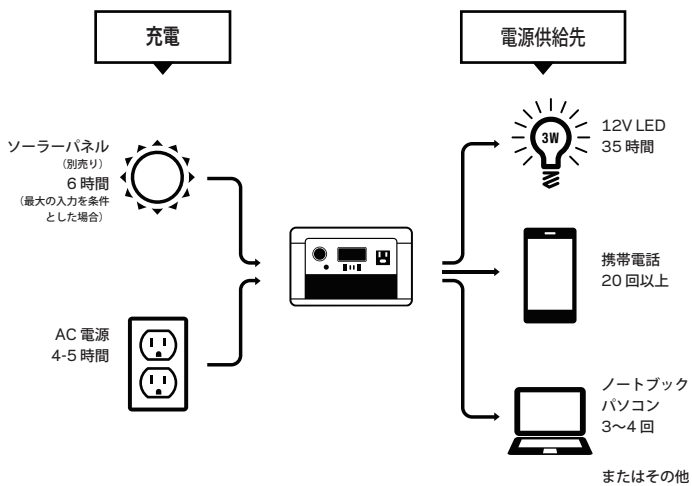 充電
電源供給先
ソーラーパネル
（別売り）
6 時間
（最大の入力を条件
とした場合）
AC 電源
4-5 時間
3W
12V LED
35 時間
携帯電話
20 回以上
ノートブック
パソコン
3〜4 回
またはその他